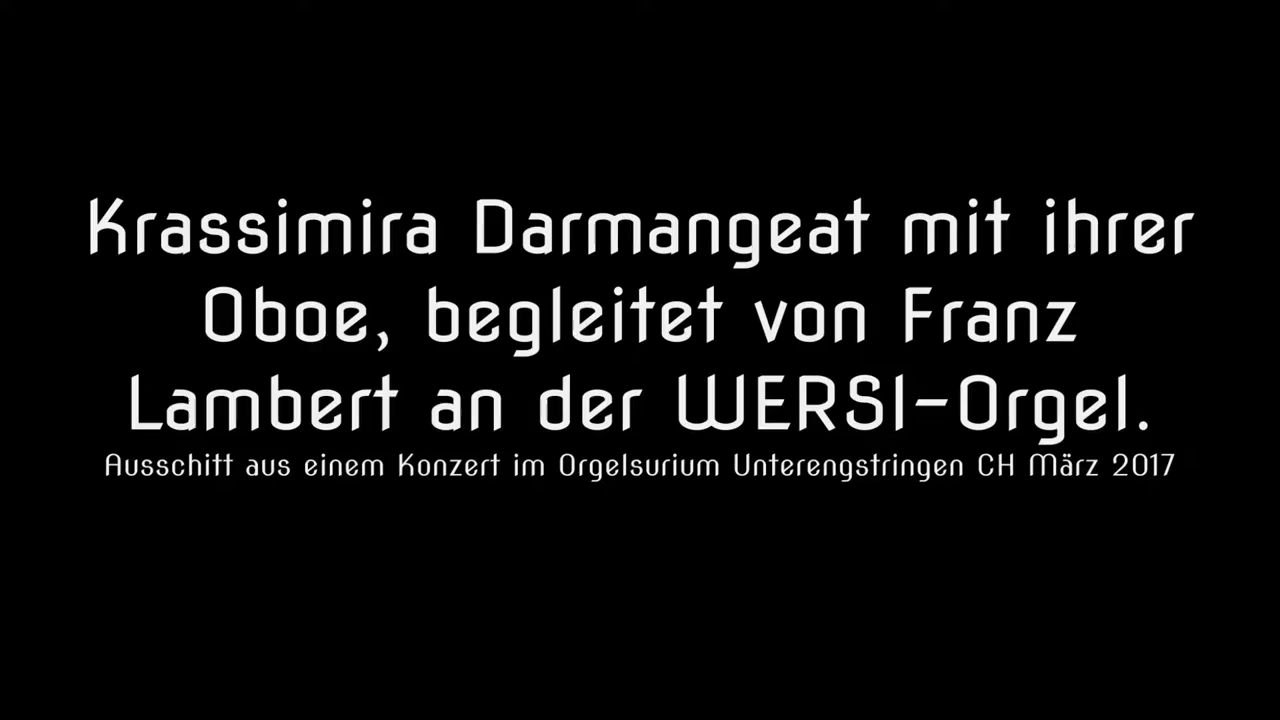 Krassimira Darmangeat mit ihrer
Oboe, begleitet von Franz
Lambert an der WERSI-Orgel.
Ausschitt aus einem Konzert im Orgelsurium Unterengstringen CH März 2017